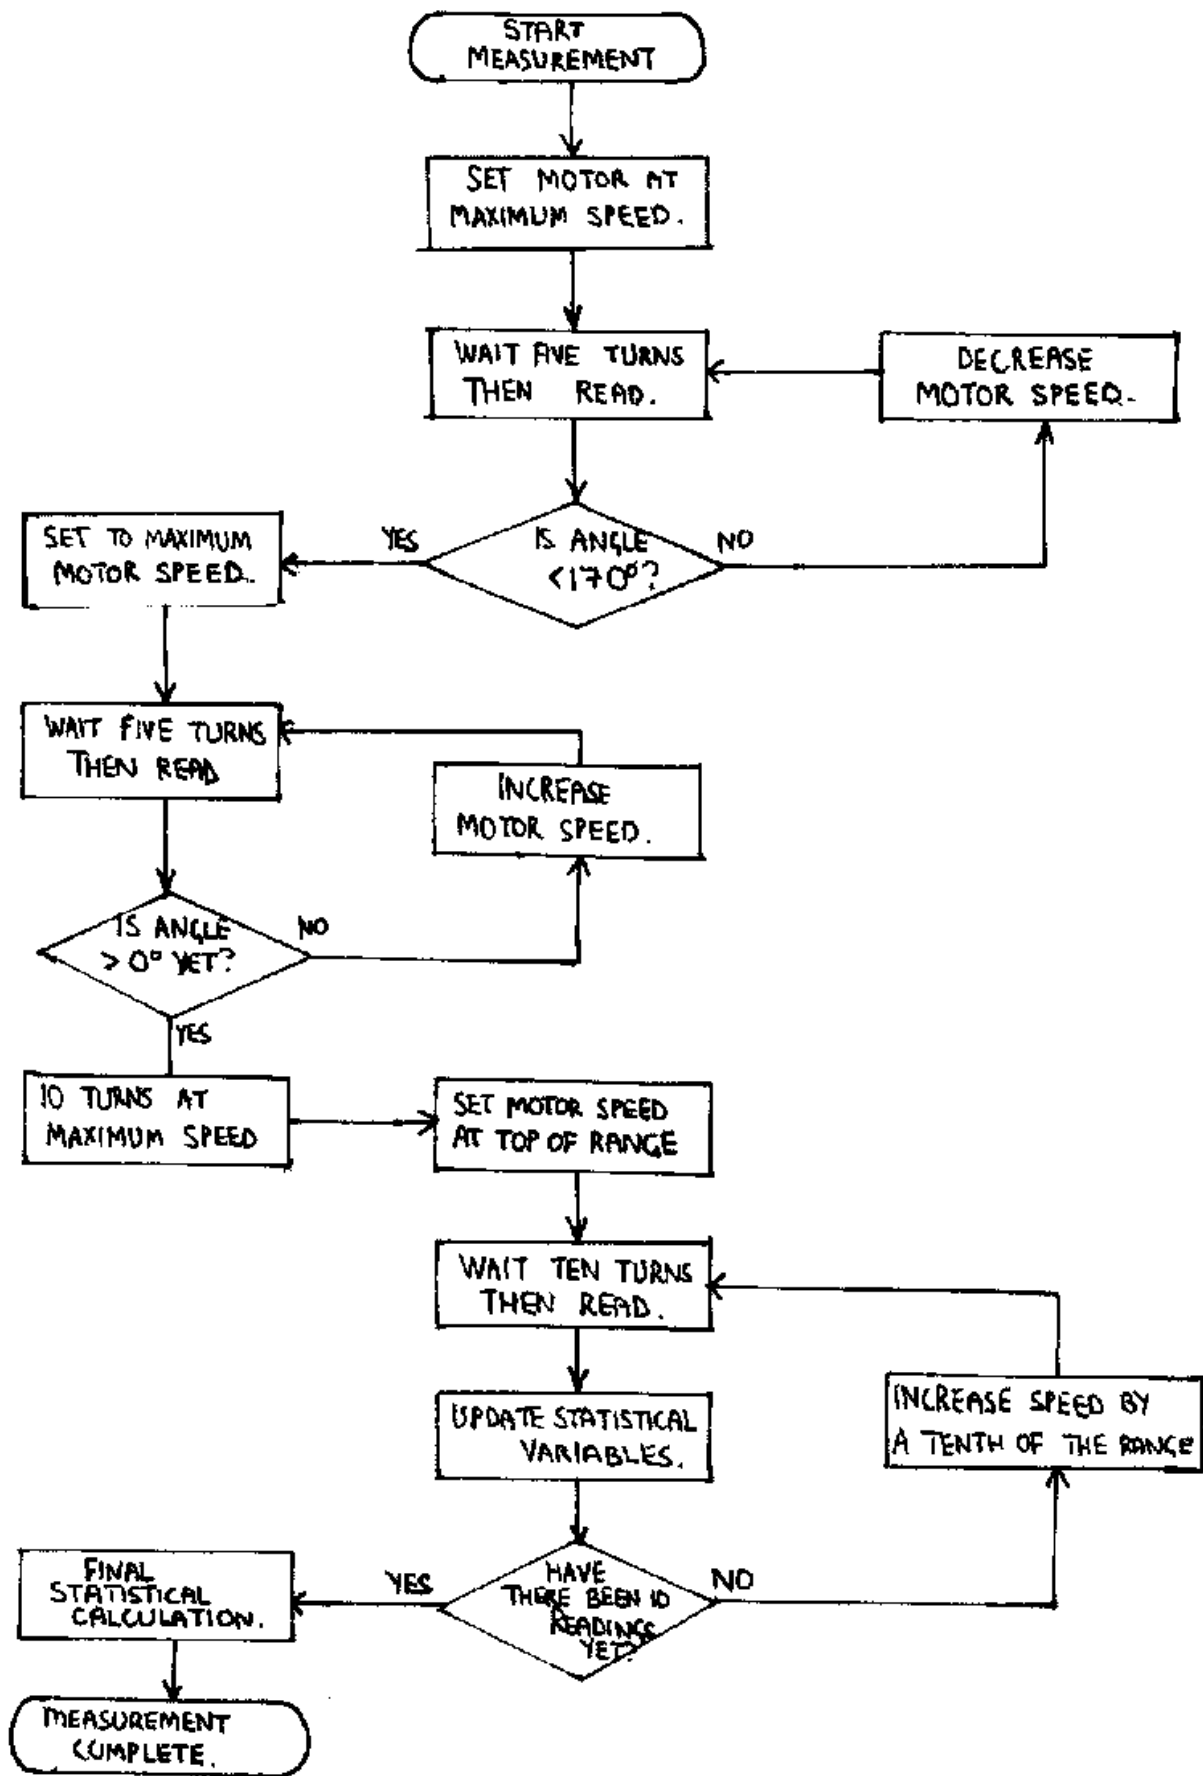 START
MEASUREMENT
SET MOTOR AT
MAXIMUM SPEED.
WAIT FIVE TURNS
THEN READ.
DECREASE
MOTOR SPEED.
IS ANGLE
<170°?
YES
NO
SET TO MAXIMUM
MOTOR SPEED.
WAIT FIVE TURNS
THEN READ
INCREASE
MOTOR SPEED.
IS ANGLE
> 0° YET?
NO
YES
10 TURNS AT
MAXIMUM SPEED
SET MOTOR SPEED
AT TOP OF RANGE
WAIT TEN TURNS
THEN READ.
UPDATE STATISTICAL
VARIABLES.
INCREASE SPEED BY
A TENTH OF THE RANGE
HAVE
THERE BEEN 10
READINGS
YET?
YES
NO
FINAL
STATISTICAL
CALCULATION.
MEASUREMENT
COMPLETE.